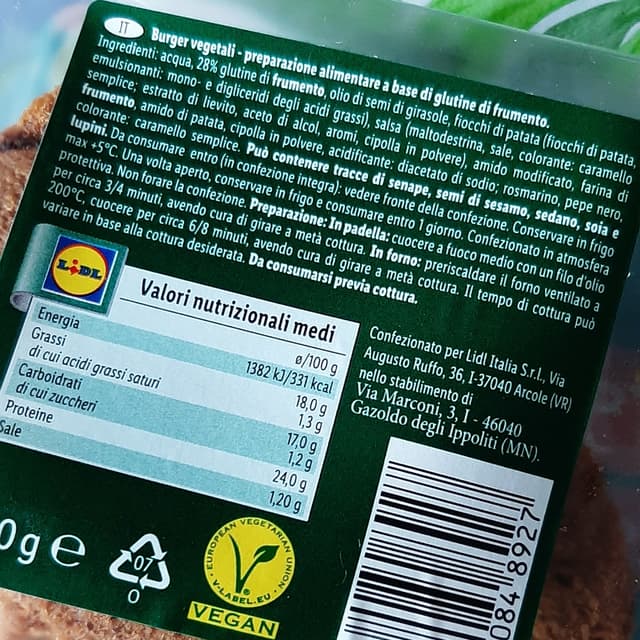 IT Burger vegetali - preparazione alimentare a base di glutine di frumento.
Ingredienti: acqua, 28% glutine di frumento, olio di semi di girasole, fiocchi di patata (fiocchi di patata
emulsionanti: mono- e digliceridi degli acidi grassi), salsa (maltodestrina, sale, colorante: caramello
semplice; estratto di lievito, aceto di alcol, aromi, cipolla in polvere), amido modificato, farina di
frumento, amido di patata, cipolla in polvere, acidificante: diacetato di sodio; rosmarino, pepe nero,
colorante: caramello semplice. Può contenere tracce di senape, semi di sesamo, sedano, soia e
lupini. Da consumare entro (in confezione integra): vedere fronte della confezione. Conservare in frigo
max +5°C. Una volta aperto, conservare in frigo e consumare entro 1 giorno. Confezionato in atmosfera
protettiva. Non forare la confezione. Preparazione: In padella: cuocere a fuoco medio con un filo d'olio
per circa 3/4 minuti, avendo cura di girare a metà cottura. In forno: preriscaldare il forno ventilato a
200°C, cuocere per circa 6/8 minuti, avendo cura di girare a metà cottura. Il tempo di cottura può
variare in base alla cottura desiderata. Da consumarsi previa cottura.
LIDL
Valori nutrizionali medi
ø/100 g
Energia 1382 kJ/331 kcal
Grassi 18,0 g
di cui acidi grassi saturi 1,3 g
Carboidrati 17,0 g
di cui zuccheri 1,2 g
Proteine 24,0 g
Sale 1,20 g
Confezionato per Lidl Italia S.r.l., Via
Augusto Ruffo, 36, I-37040 Arcole (VR)
nello stabilimento di
Via Marconi, 3, I - 46040
Gazoldo degli Ippoliti (MN).
0g e
07
O
EUROPEAN VEGETARIAN UNION
V-LABEL.EU
VEGAN
08418927